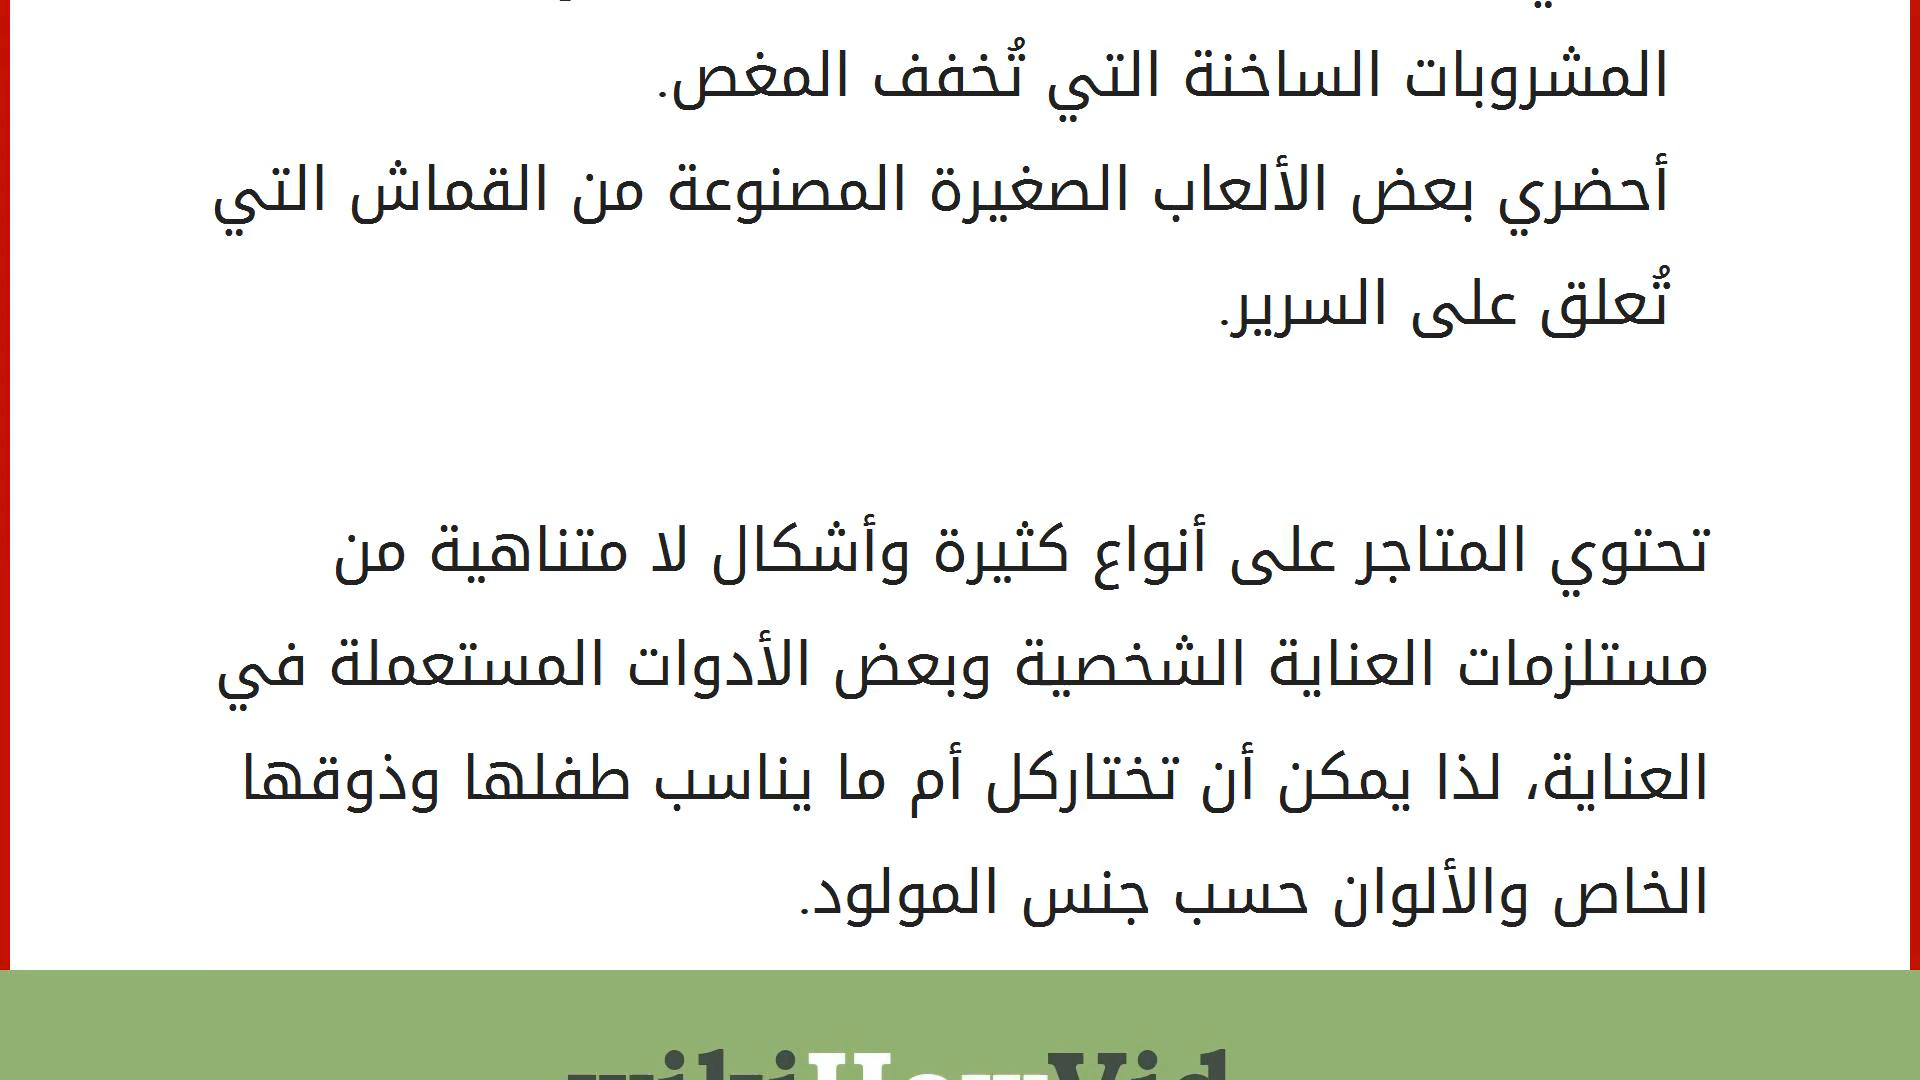 المشروبات الساخنة التي تُخفف المغص.
أحضري بعض الألعاب الصغيرة المصنوعة من القماش التي
تُعلق على السرير.
تحتوي المتاجر على أنواع كثيرة وأشكال لا متناهية من
مستلزمات العناية الشخصية وبعض الأدوات المستعملة في
العناية، لذا يمكن أن تختاركل أم ما يناسب طفلها وذوقها
الخاص والألوان حسب جنس المولود.
wikiHowVid